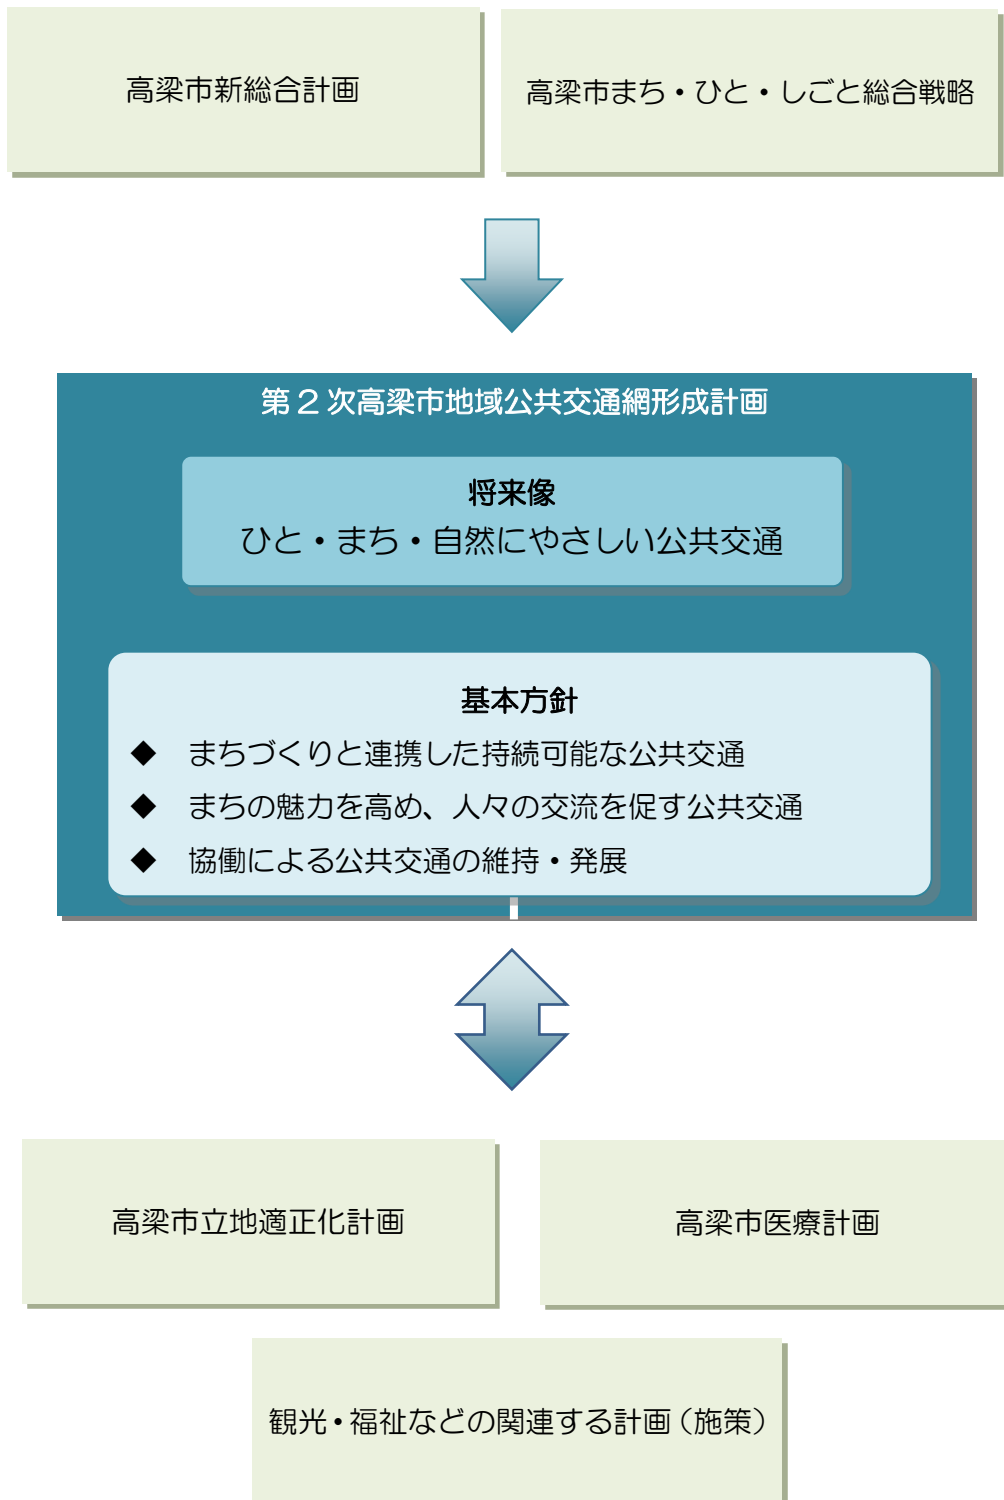 高梁市新総合計画
高梁市まち・ひと・しごと総合戦略
第２次高梁市地域公共交通網形成計画
将来像
ひと・まち・自然にやさしい公共交通
基本方針
◆ まちづくりと連携した持続可能な公共交通
◆ まちの魅力を高め、人々の交流を促す公共交通
◆ 協働による公共交通の維持・発展
高梁市立地適正化計画
高梁市医療計画
観光・福祉などの関連する計画（施策）